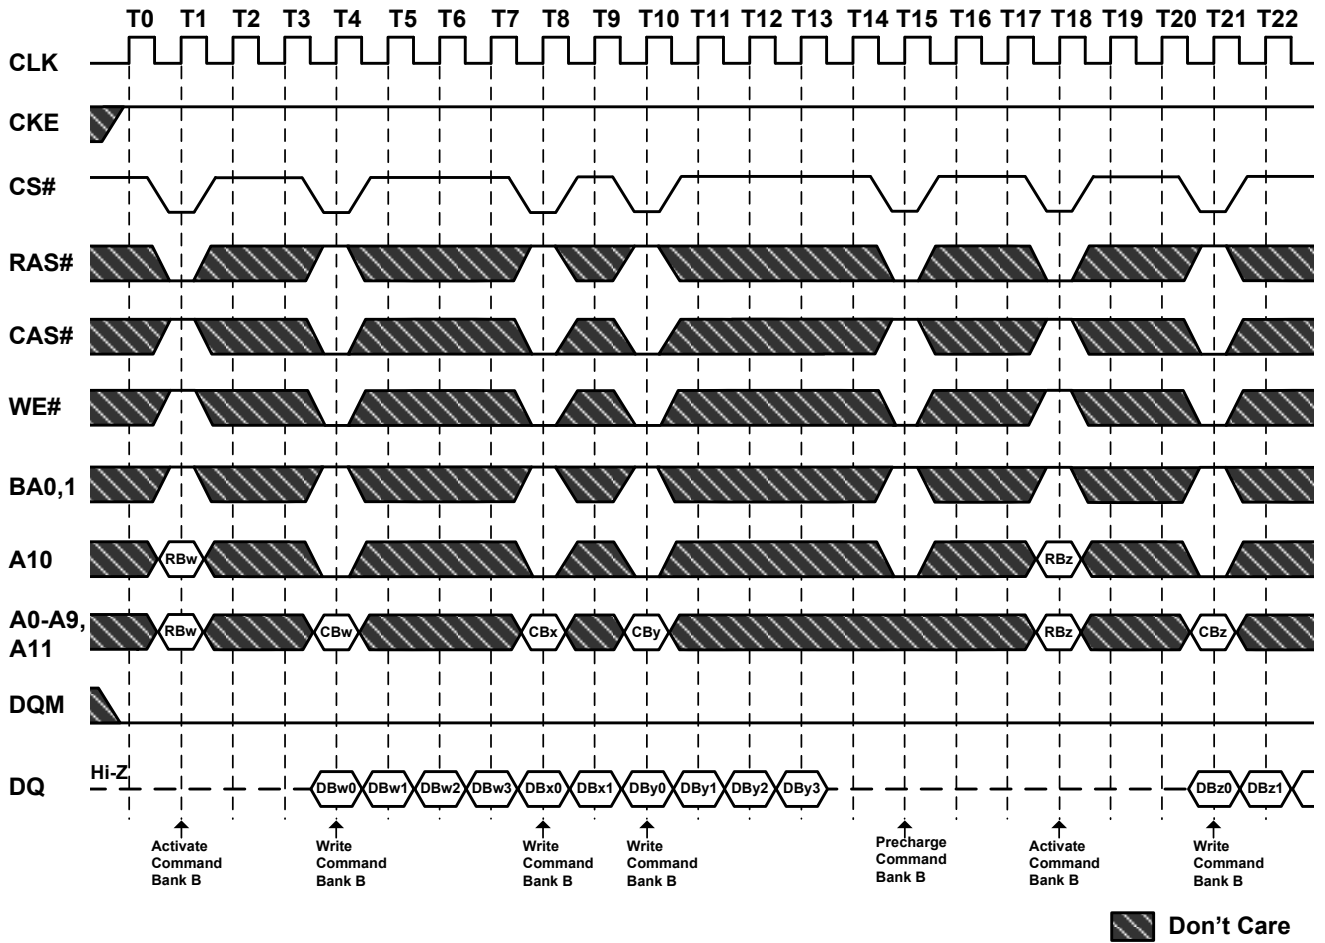 T0 T1 T2 T3 T4 T5 T6 T7 T8 T9 T10 T11 T12 T13 T14 T15 T16 T17 T18 T19 T20 T21 T22
CLK
CKE
CS#
RAS#
CAS#
WE#
BA0,1
A10
RBw
RBz
A0-A9,
A11
RBw CBw CBx CBy RBz CBz
DQM
Hi-Z
DQ
DBw0 DBw1 DBw2 DBw3 DBx0 DBx1 DBy0 DBy1 DBy2 DBy3 DBz0 DBz1
Activate
Command
Bank B
Write
Command
Bank B
Write
Command
Bank B
Write
Command
Bank B
Precharge
Command
Bank B
Activate
Command
Bank B
Write
Command
Bank B
Don't Care